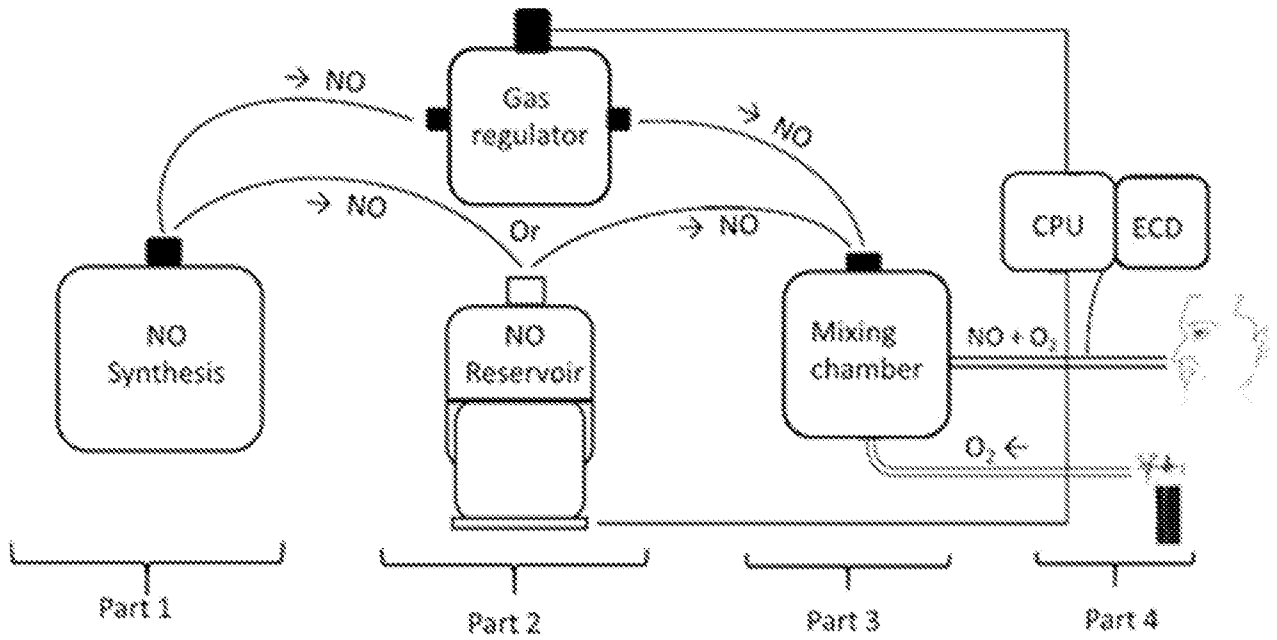 → NO
Gas
regulator
→ NO
→ NO
Or
→ NO
CPU
ECD
NO
Synthesis
NO
Reservoir
Mixing
chamber
NO + O₂
O₂ ←
Part 1
Part 2
Part 3
Part 4